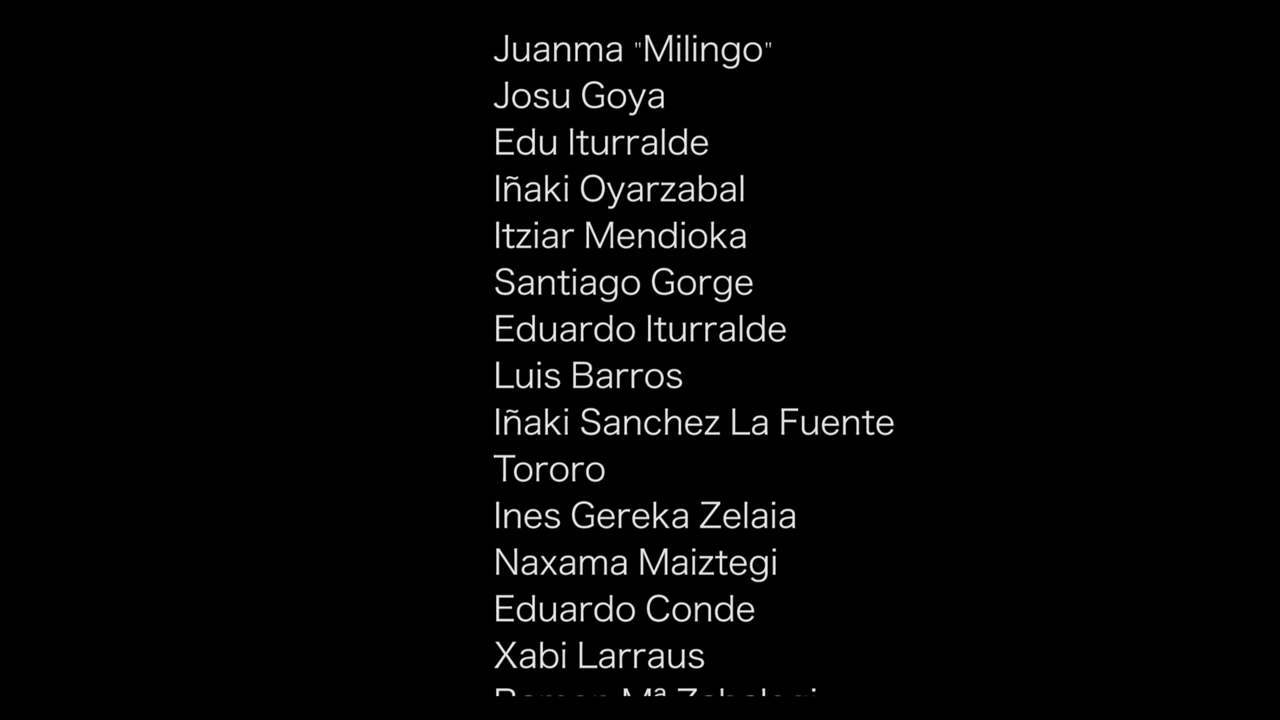 Juanma "Milingo"
Josu Goya
Edu Iturralde
Iñaki Oyarzabal
Itziar Mendioka
Santiago Gorge
Eduardo Iturralde
Luis Barros
Iñaki Sanchez La Fuente
Tororo
Ines Gereka Zelaia
Naxama Maiztegi
Eduardo Conde
Xabi Larraus
Mª